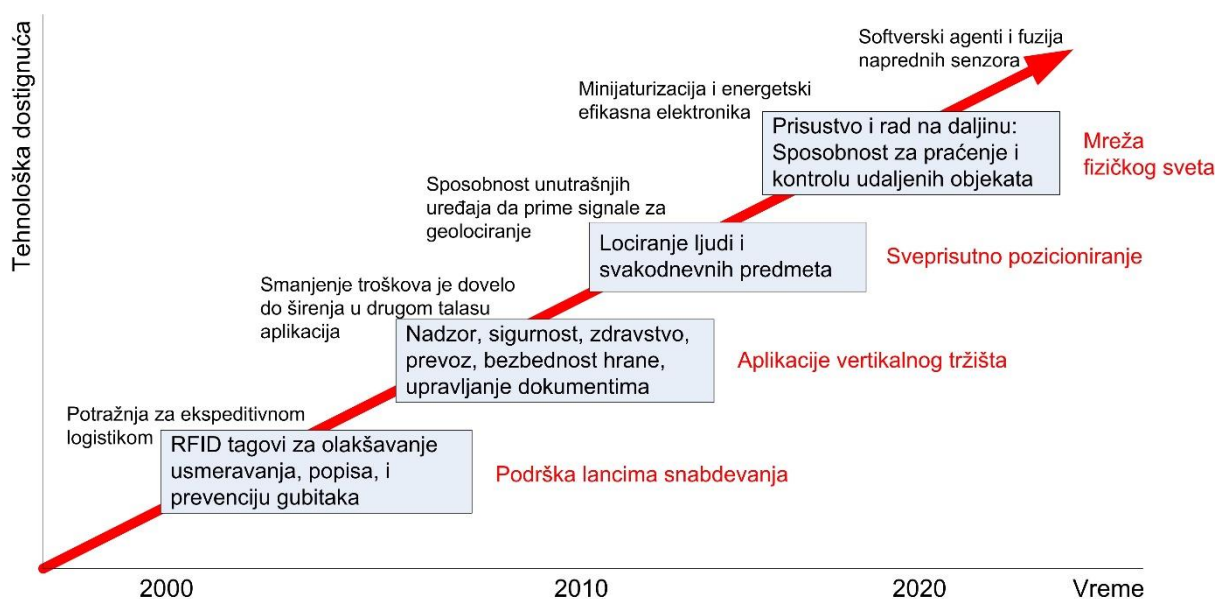 Tehnološka dostignuća
Softverski agenti i fuzija
naprednih senzora
Minijaturizacija i energetski
efikasna elektronika
Prisustvo i rad na daljinu:
Sposobnost za praćenje i
kontrolu udaljenih objekata
Mreža
fizičkog sveta
Sposobnost unutrašnjih
uređaja da prime signale za
geolociranje
Lociranje ljudi i
svakodnevnih predmeta
Sveprisutno pozicioniranje
Smanjenje troškova je dovelo
do širenja u drugom talasu
aplikacija
Nadzor, sigurnost, zdravstvo,
prevoz, bezbednost hrane,
upravljanje dokumentima
Aplikacije vertikalnog tržišta
Potražnja za ekspeditivnom
logistikom
RFID tagovi za olakšavanje
usmeravanja, popisa, i
prevenciju gubitaka
Podrška lancima snabdevanja
2000
2010
2020
Vreme